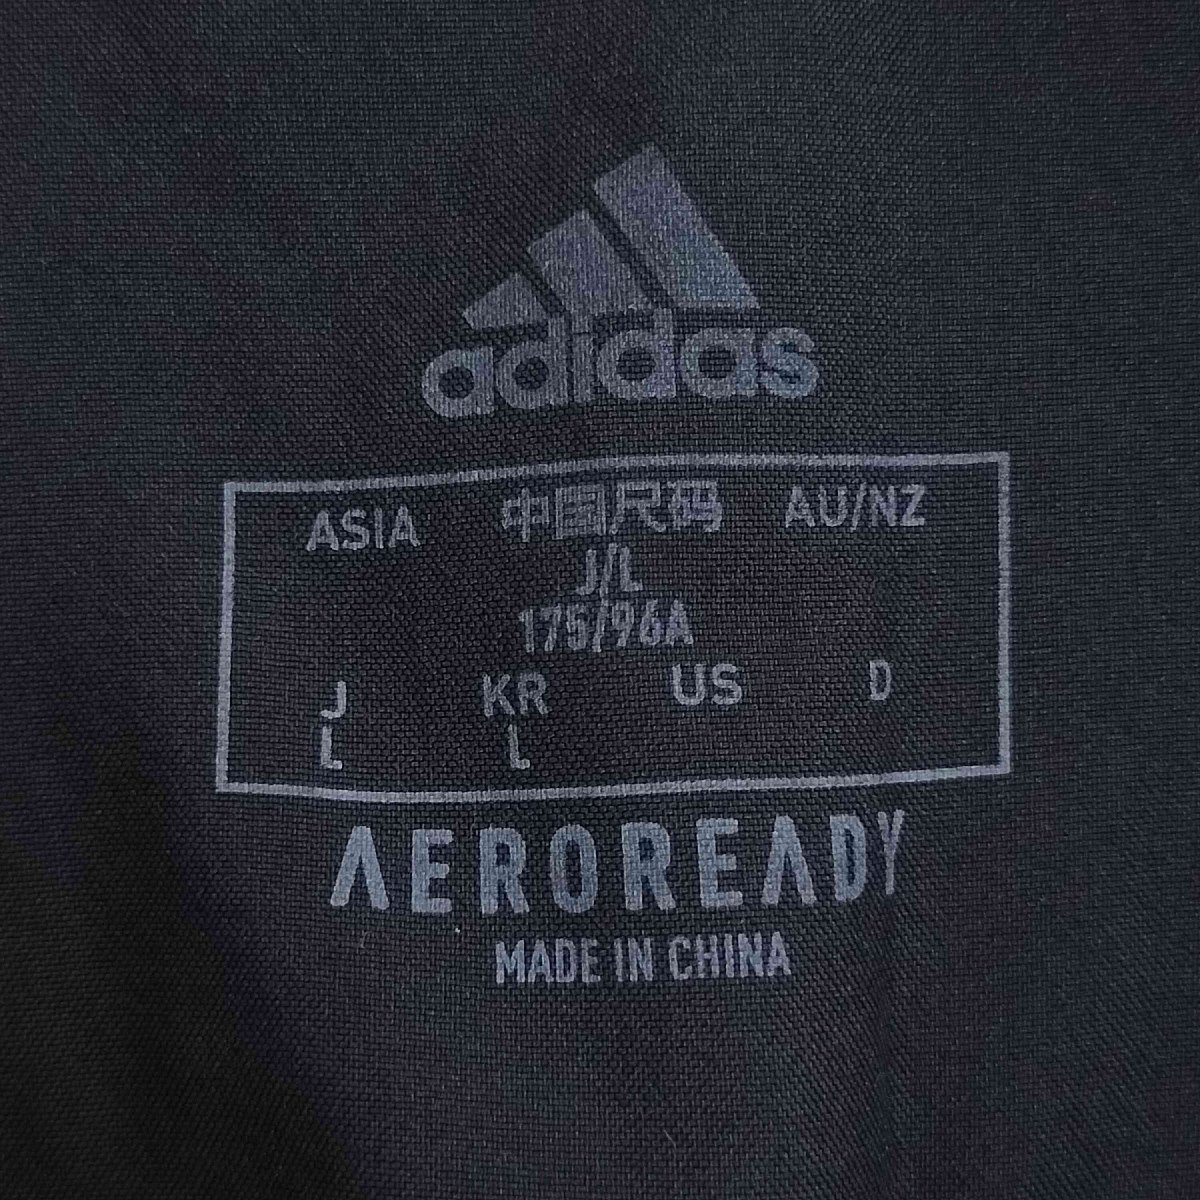 adidas
ASIA 中国尺码 AU/NZ
J/L
175/96A
J KR US D
L L
AEROREADY
MADE IN CHINA